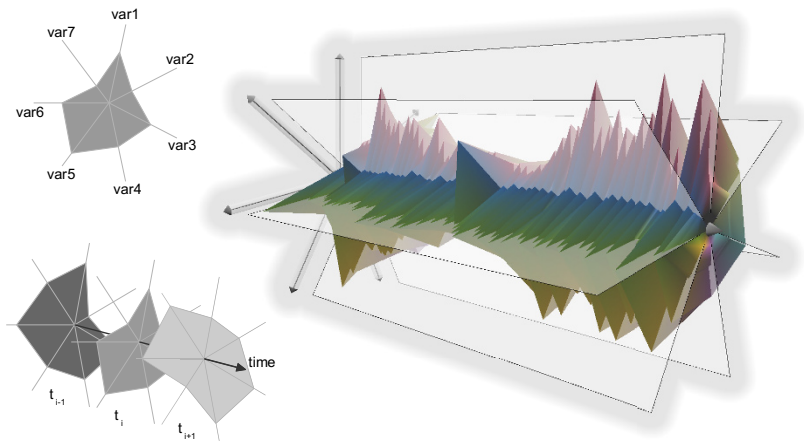 var1
var7
var2
var6
var3
var5
var4
time
t i-1
t i
t i+1